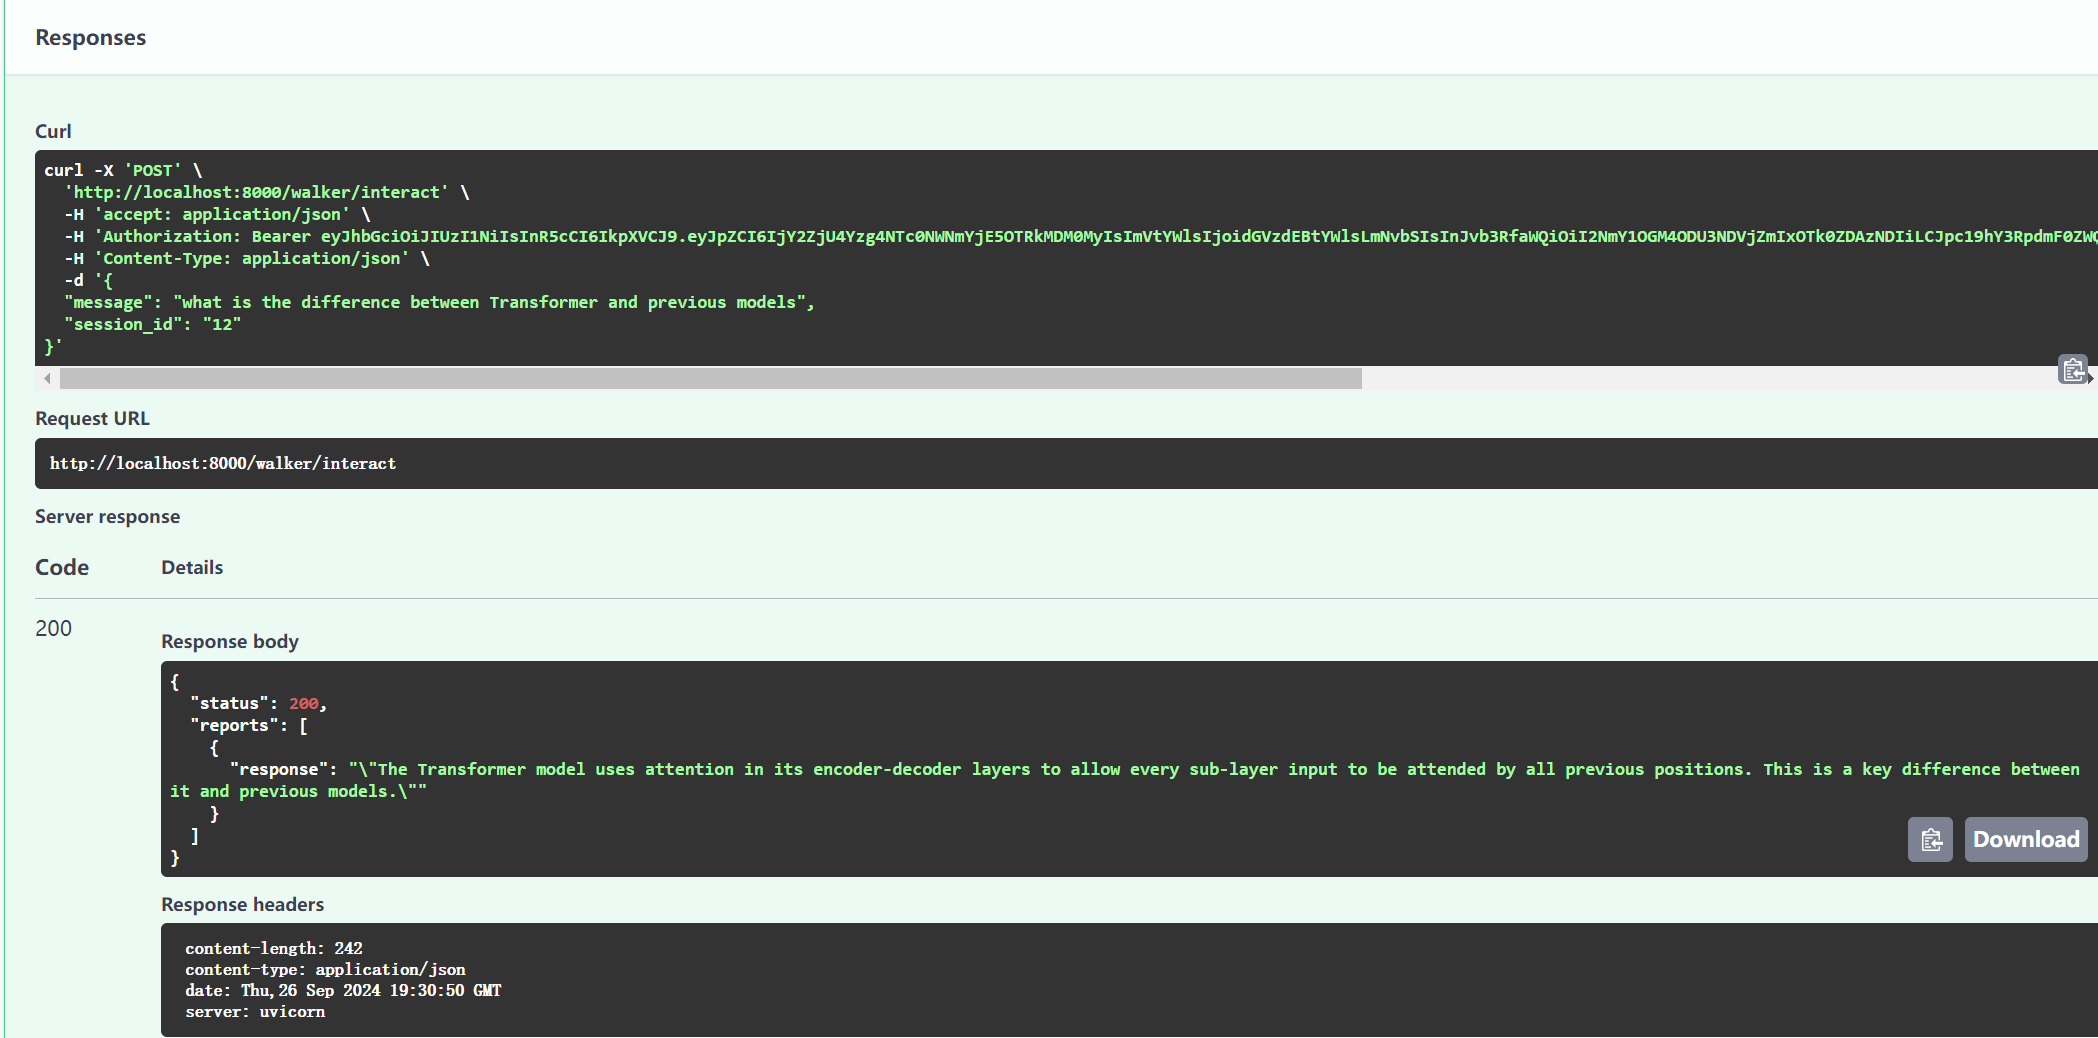 Responses
Curl
curl -X 'POST' \
'http://localhost:8000/walker/interact' \
-H 'accept: application/json' \
-H 'Authorization: Bearer eyJhbGciOiJIUzI1NiIsInR5cCI6IkpXVCJ9.eyJpZCI6IjY2ZjU4Yzg4NTc0NWNmYjE5OTRkMDM0MyIsImVtYWlsIjoidGVzdEBtYWlsLmNvbSIsInJvb3RfaWQiOiI2NmY1OGM4ODU3NDVjZmIxOTk0ZDAzNDIiLCJpc19hY3RpdmF0ZWQ
-H 'Content-Type: application/json' \
-d '{
"message": "what is the difference between Transformer and previous models",
"session_id": "12"
}'
Request URL
http://localhost:8000/walker/interact
Server response
Code Details
200
Response body
{
"status": 200,
"reports": [
{
"response": "\"The Transformer model uses attention in its encoder-decoder layers to allow every sub-layer input to be attended by all previous positions. This is a key difference between
it and previous models.\""
}
]
}
Download
Response headers
content-length: 242
content-type: application/json
date: Thu,26 Sep 2024 19:30:50 GMT
server: uvicorn